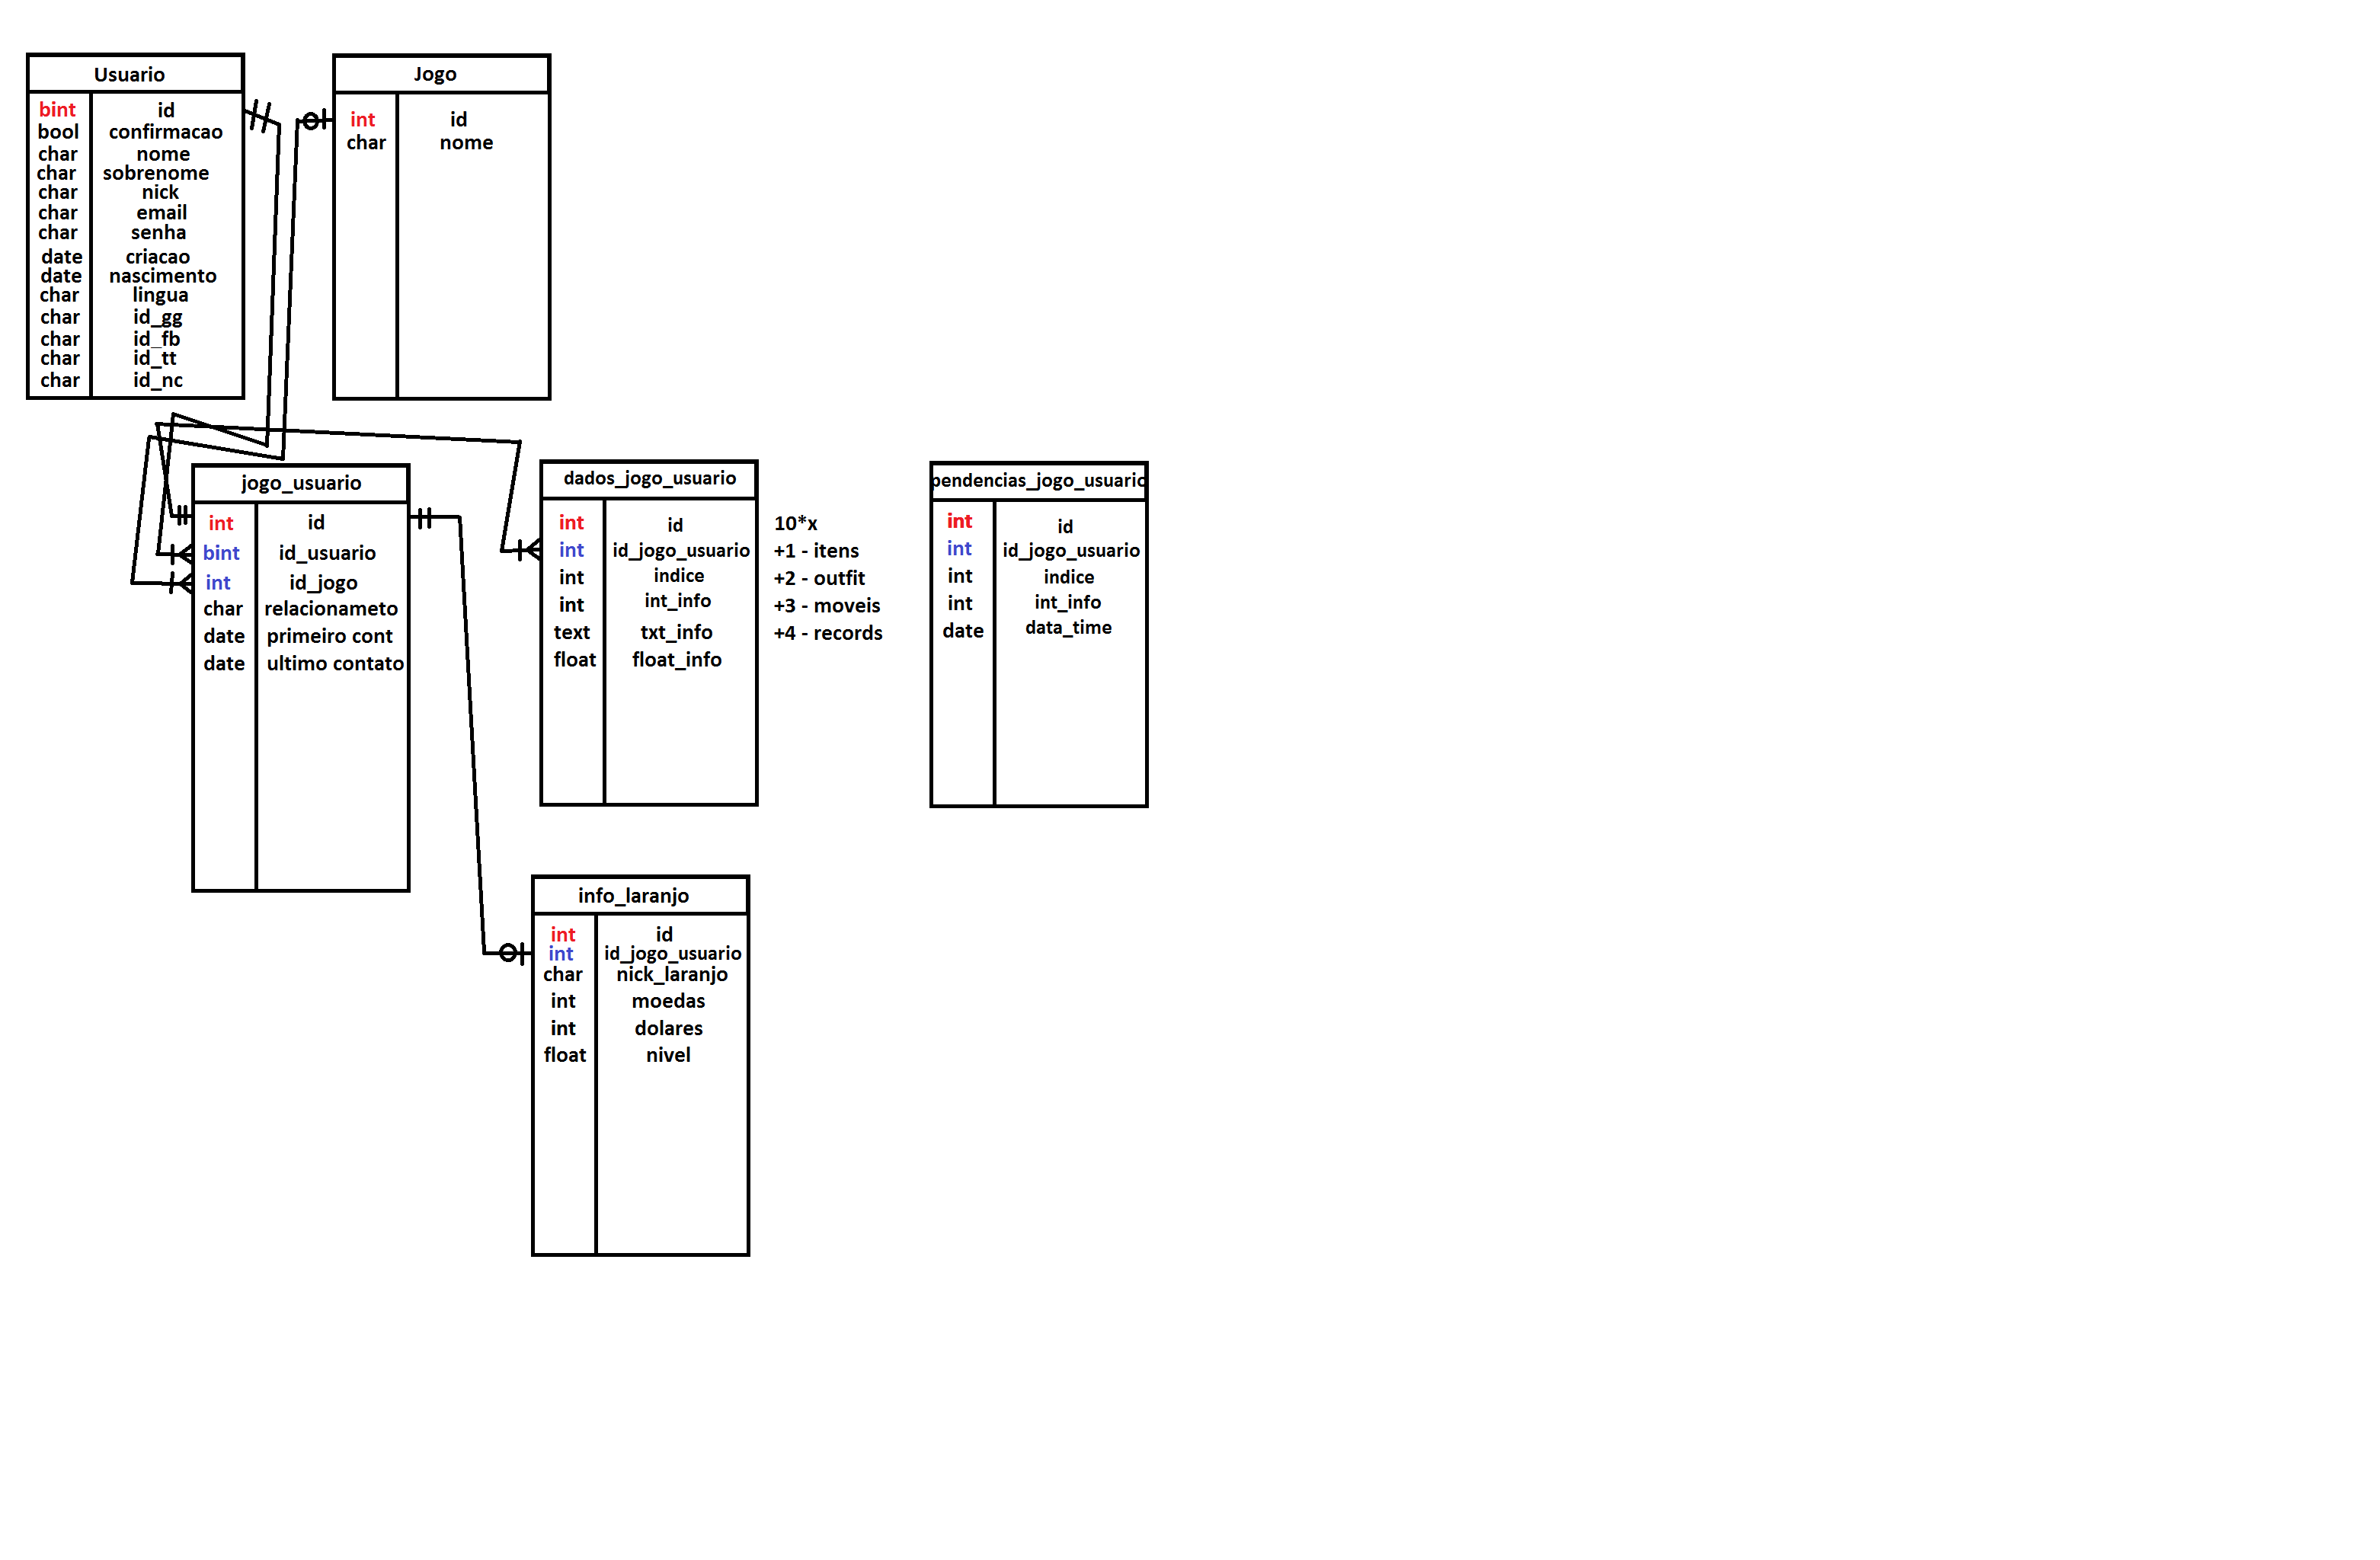 Usuario
bint id
bool confirmacao
char nome
char sobrenome
char nick
char email
char senha
date criacao
date nascimento
char lingua
char id_gg
char id_fb
char id_tt
char id_nc
Jogo
int id
char nome
jogo_usuario
int id
bint id_usuario
int id_jogo
char relacionameto
date primeiro cont
date ultimo contato
dados_jogo_usuario
int id
int id_jogo_usuario
int indice
int int_info
text txt_info
float float_info
10*x
+1 - itens
+2 - outfit
+3 - moveis
+4 - records
pendencias_jogo_usuario
int id
int id_jogo_usuario
int indice
int int_info
date data_time
info_laranjo
int id
int id_jogo_usuario
char nick_laranjo
int moedas
int dolares
float nivel